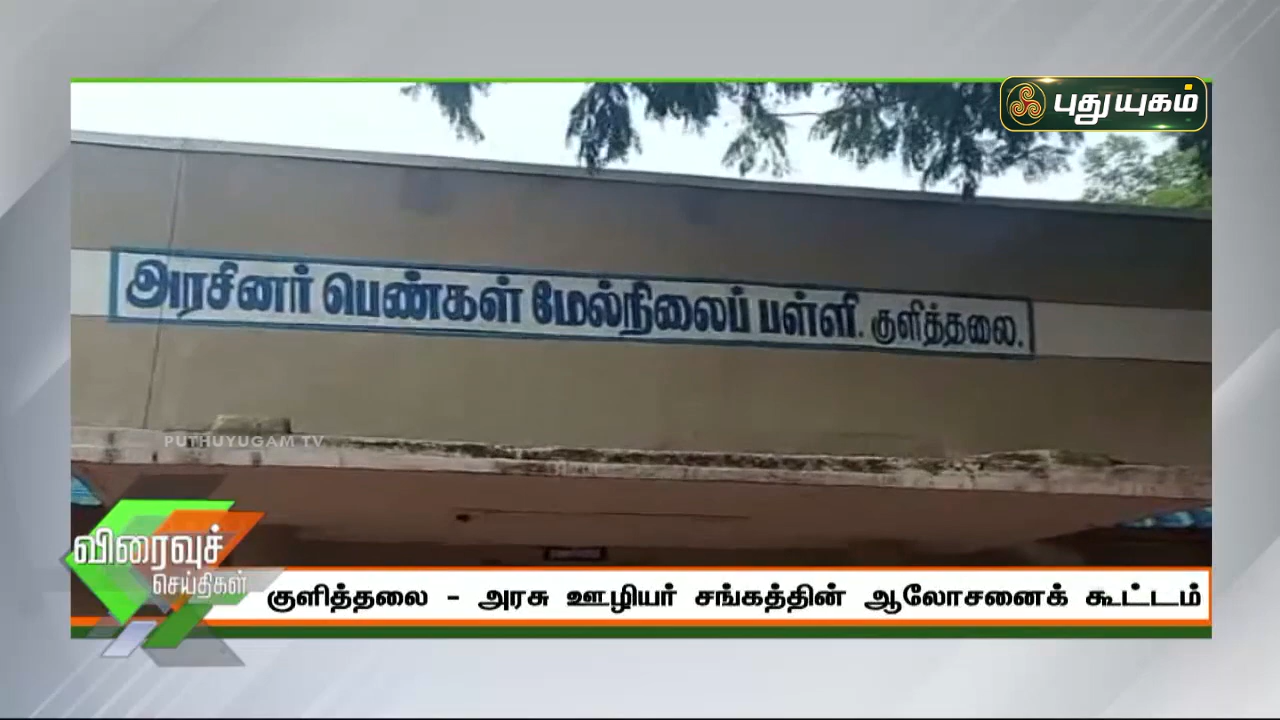 புதுயுகம்
அரசினர் பெண்கள் மேல்நிலைப் பள்ளி. குளித்தலை.
PUTHUYUGAM TV
விரைவுச்
செய்திகள்
குளித்தலை - அரசு ஊழியர் சங்கத்தின் ஆலோசனைக் கூட்டம்